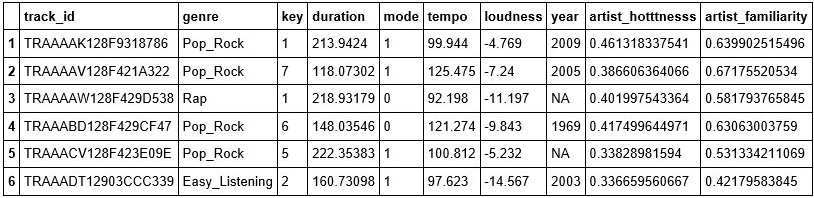 track_id genre key duration mode tempo loudness year artist_hotttnesss artist_familiarity
1 TRAAAAK128F9318786 Pop_Rock 1 213.9424 1 99.944 -4.769 2009 0.461318337541 0.639902515496
2 TRAAAAV128F421A322 Pop_Rock 7 118.07302 1 125.475 -7.24 2005 0.386606364066 0.67175520534
3 TRAAAAW128F429D538 Rap 1 218.93179 0 92.198 -11.197 NA 0.401997543364 0.581793765845
4 TRAAABD128F429CF47 Pop_Rock 6 148.03546 0 121.274 -9.843 1969 0.417499644971 0.63063003759
5 TRAAACV128F423E09E Pop_Rock 5 222.35383 1 100.812 -5.232 NA 0.33828981594 0.531334211069
6 TRAAADT12903CCC339 Easy_Listening 2 160.73098 1 97.623 -14.567 2003 0.336659560667 0.42179583845